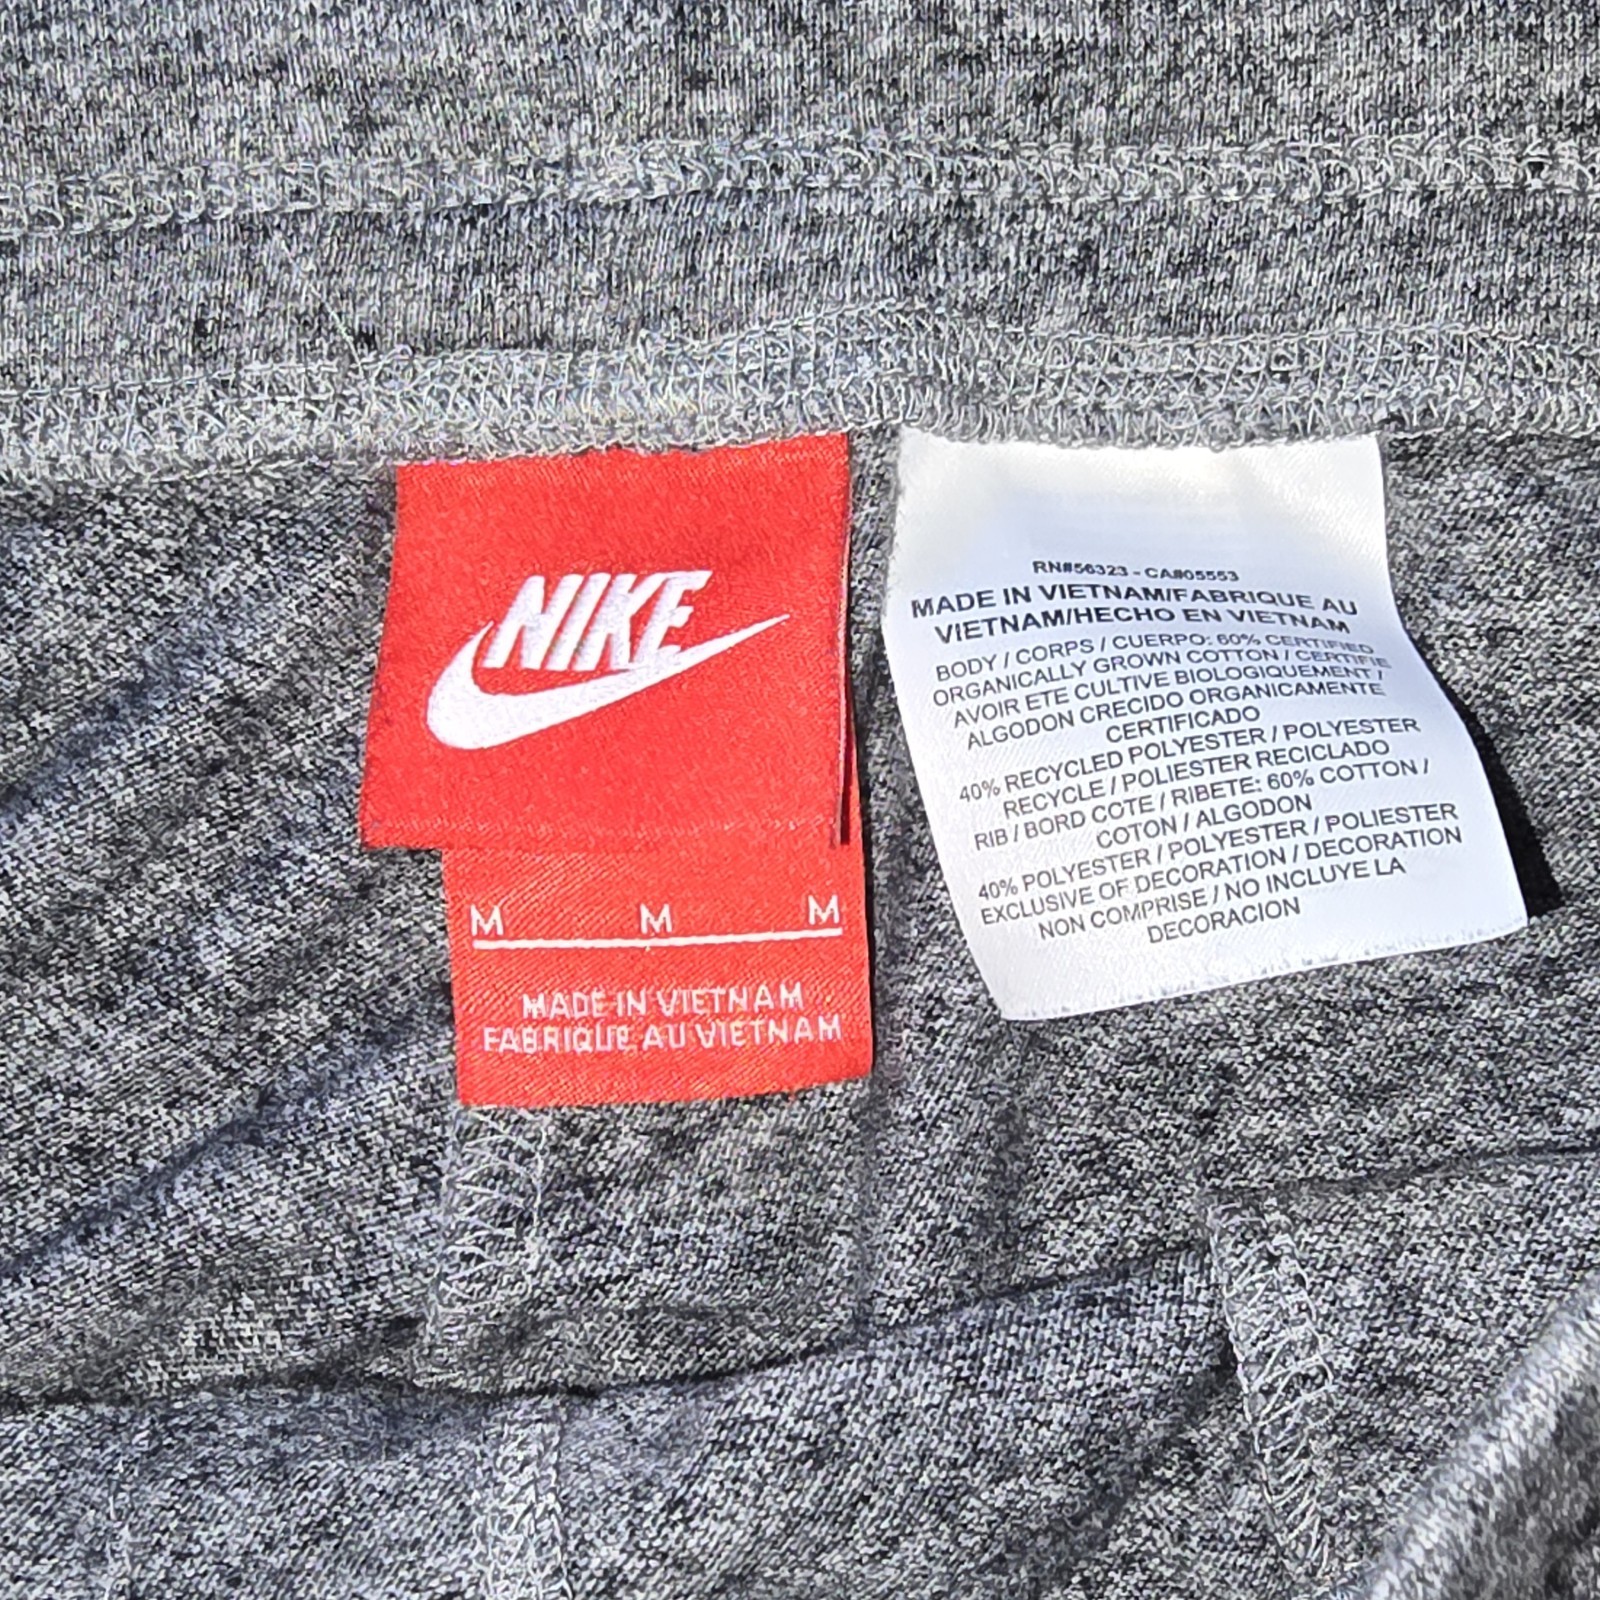 NIKE
M M M
MADE IN VIETNAM
FABRIQUE AU VIETNAM
RN#56323 - CA#05553
MADE IN VIETNAM/FABRIQUE AU
VIETNAM/HECHO EN VIETNAM
BODY / CORPS / CUERPO: 60% CERTIFIED
ORGANICALLY GROWN COTTON / CERTIFIE
AVOIR ETE CULTIVE BIOLOGIQUEMENT /
ALGODON CRECIDO ORGANICAMENTE
CERTIFICADO
40% RECYCLED POLYESTER / POLYESTER
RECYCLE / POLIESTER RECICLADO
RIB / BORD COTE / RIBETE: 60% COTTON /
COTON / ALGODON
40% POLYESTER / POLYESTER / POLIESTER
EXCLUSIVE OF DECORATION / DECORATION
NON COMPRISE / NO INCLUYE LA
DECORACION